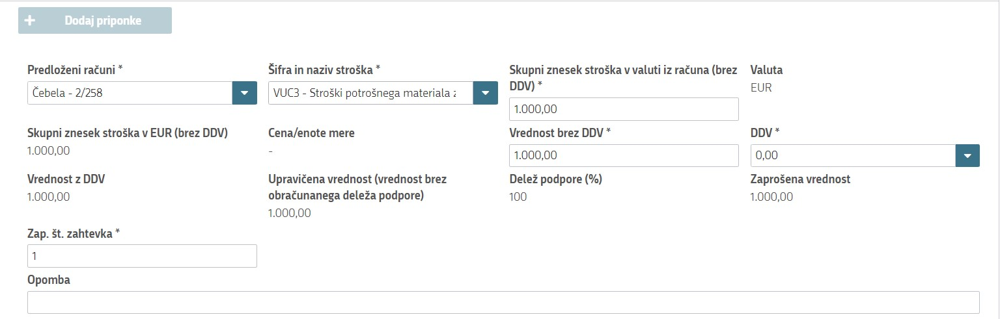 + Dodaj priponke
Predloženi računi *
Čebela - 2/258
Šifra in naziv stroška *
VUC3 - Stroški potrošnega materiala z
Skupni znesek stroška v valuti iz računa (brez
DDV) *
1.000,00
Valuta
EUR
Skupni znesek stroška v EUR (brez DDV)
1.000,00
Cena/enote mere
-
Vrednost brez DDV *
1.000,00
DDV *
0,00
Vrednost z DDV
1.000,00
Upravičena vrednost (vrednost brez
obračunanega deleža podpore)
1.000,00
Delež podpore (%)
100
Zaprošena vrednost
1.000,00
Zap. št. zahtevka *
1
Opomba